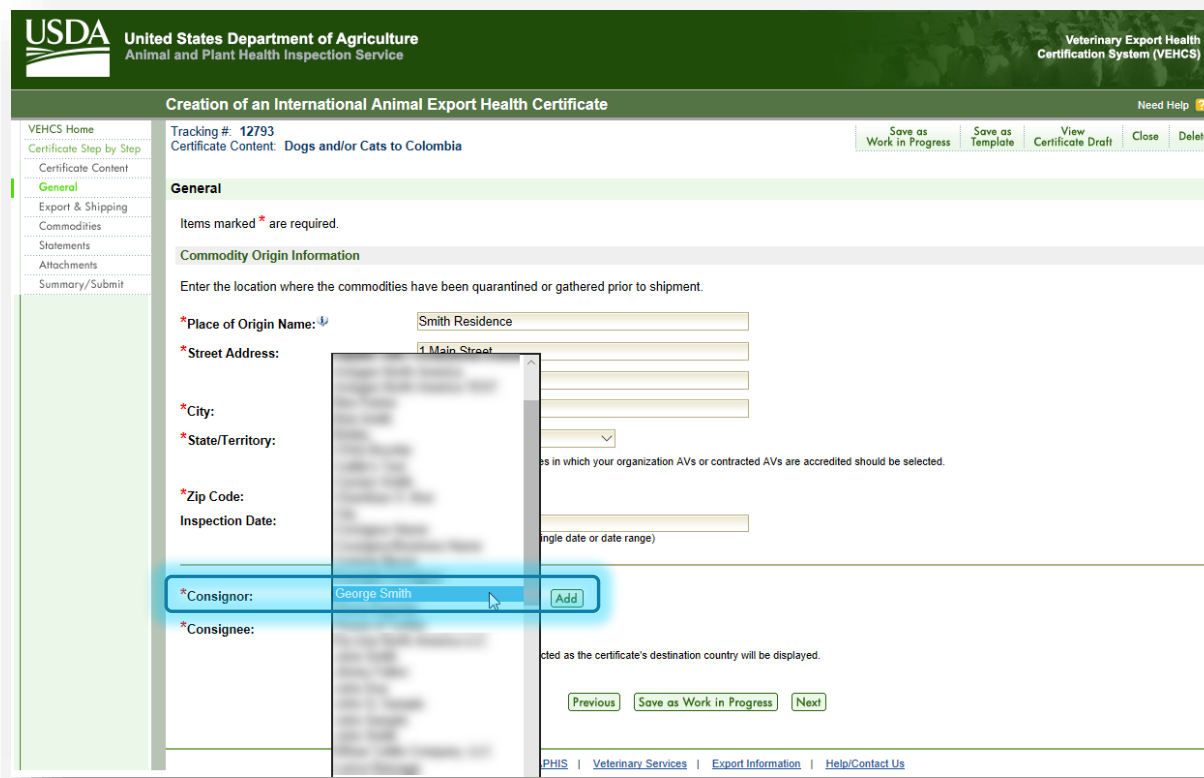 USDA United States Department of Agriculture
Animal and Plant Health Inspection Service
Veterinary Export Health
Certification System (VEHCS)
Creation of an International Animal Export Health Certificate
Need Help ?
VEHCS Home
Certificate Step by Step
Certificate Content
General
Export & Shipping
Commodities
Statements
Attachments
Summary/Submit
Tracking #: 12793
Certificate Content: Dogs and/or Cats to Colombia
Save as
Work in Progress
Save as
Template
View
Certificate Draft
Close
Delet
General
Items marked * are required.
Commodity Origin Information
Enter the location where the commodities have been quarantined or gathered prior to shipment.
*Place of Origin Name: Smith Residence
*Street Address: 1 Main Street
*City:
*State/Territory:
es in which your organization AVs or contracted AVs are accredited should be selected.
*Zip Code:
Inspection Date:
ingle date or date range)
*Consignor: George Smith Add
*Consignee:
cted as the certificate's destination country will be displayed.
Previous Save as Work in Progress Next
PHIS | Veterinary Services | Export Information | Help/Contact Us